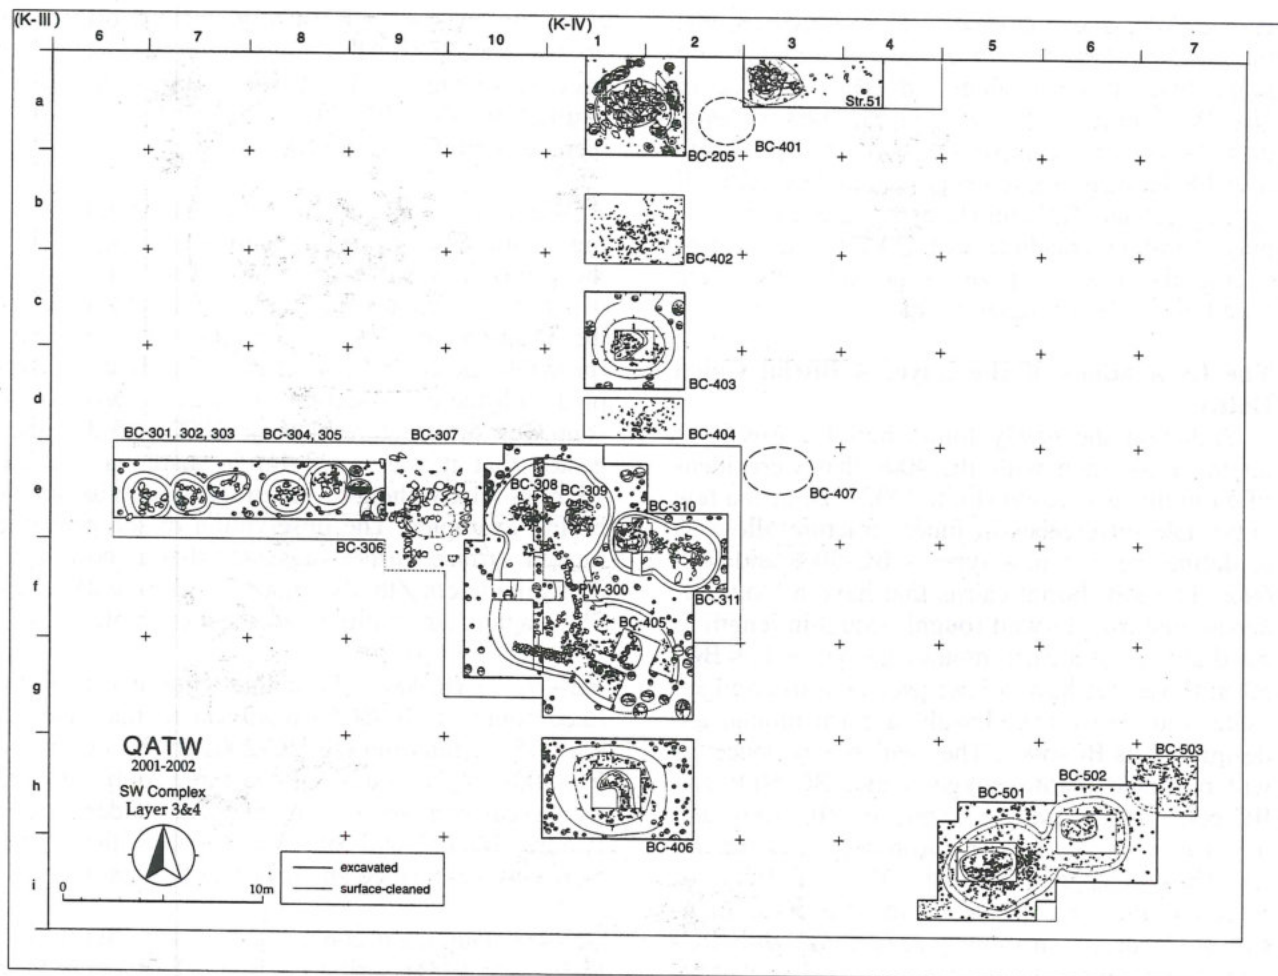 (K-III) (K-IV)
6 7 8 9 10 1 2 3 4 5 6 7
a
Str.51
BC-205
BC-401
b
BC-402
c
BC-403
d
BC-404
BC-301, 302, 303 BC-304, 305 BC-307
e
BC-308 BC-309
BC-407
BC-310
BC-306
f
PW-300
BC-311
BC-405
g
QATW
2001-2002
SW Complex
Layer 3&4
BC-503
BC-502
h
BC-501
BC-406
excavated
i
surface-cleaned
0 10m